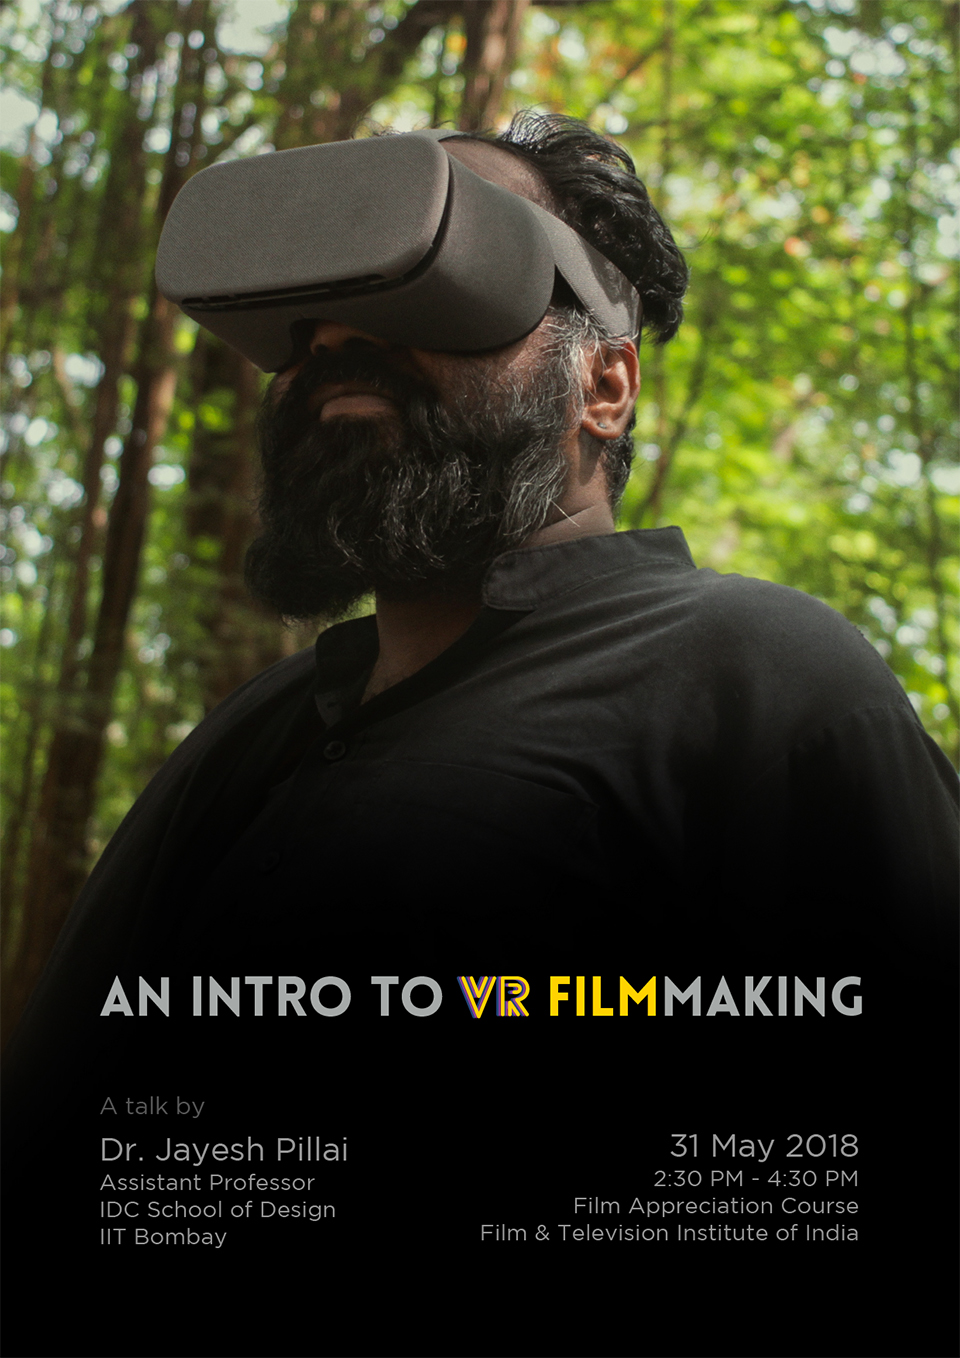 AN INTRO TO VR FILMMAKING
A talk by
Dr. Jayesh Pillai
Assistant Professor
IDC School of Design
IIT Bombay
31 May 2018
2:30 PM - 4:30 PM
Film Appreciation Course
Film & Television Institute of India